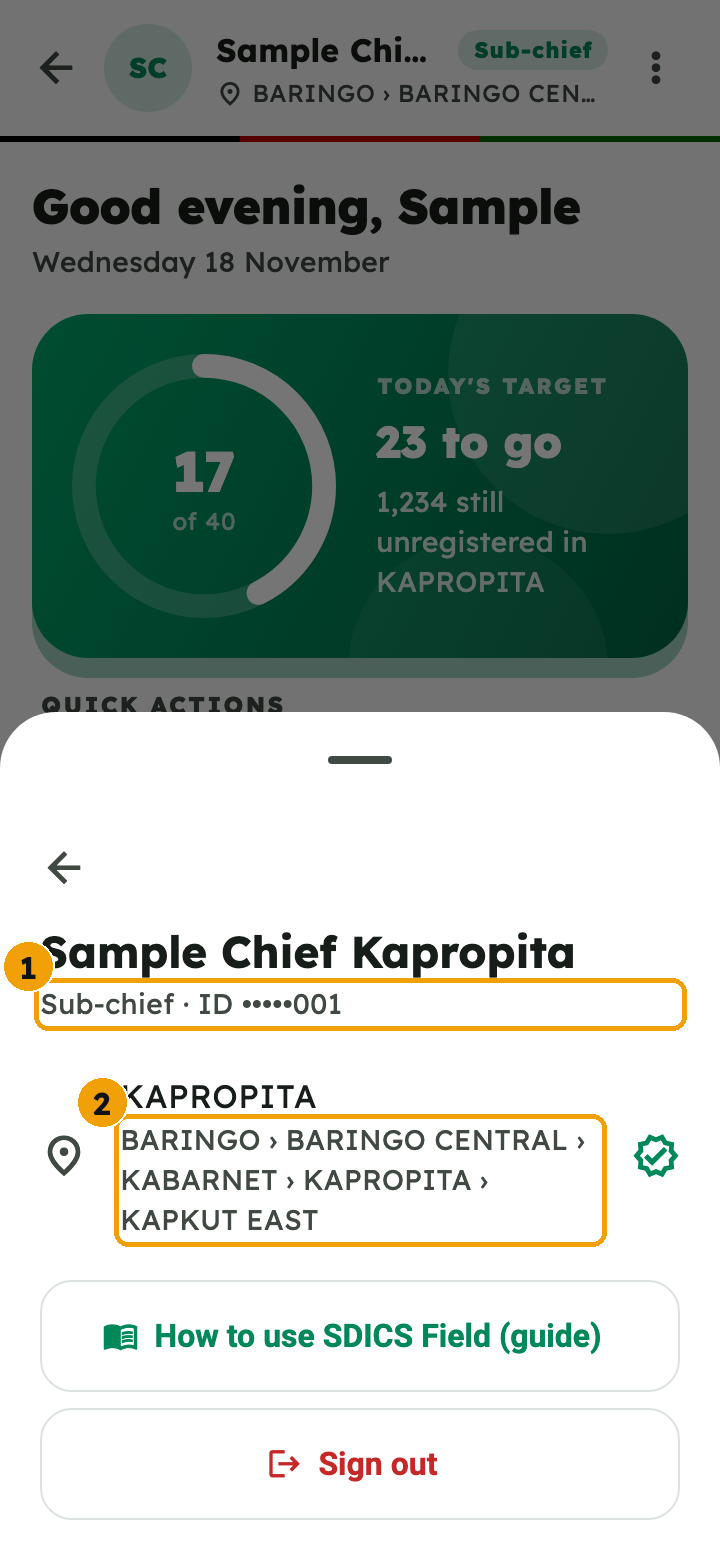 SC
Sample Chi...
Sub-chief
BARINGO › BARINGO CEN...
Good evening, Sample
Wednesday 18 November
17
of 40
TODAY'S TARGET
23 to go
1,234 still
unregistered in
KAPROPITA
QUICK ACTIONS
Sample Chief Kapropita
1
Sub-chief · ID •••••001
2
KAPROPITA
BARINGO › BARINGO CENTRAL ›
KABARNET › KAPROPITA ›
KAPKUT EAST
How to use SDICS Field (guide)
Sign out